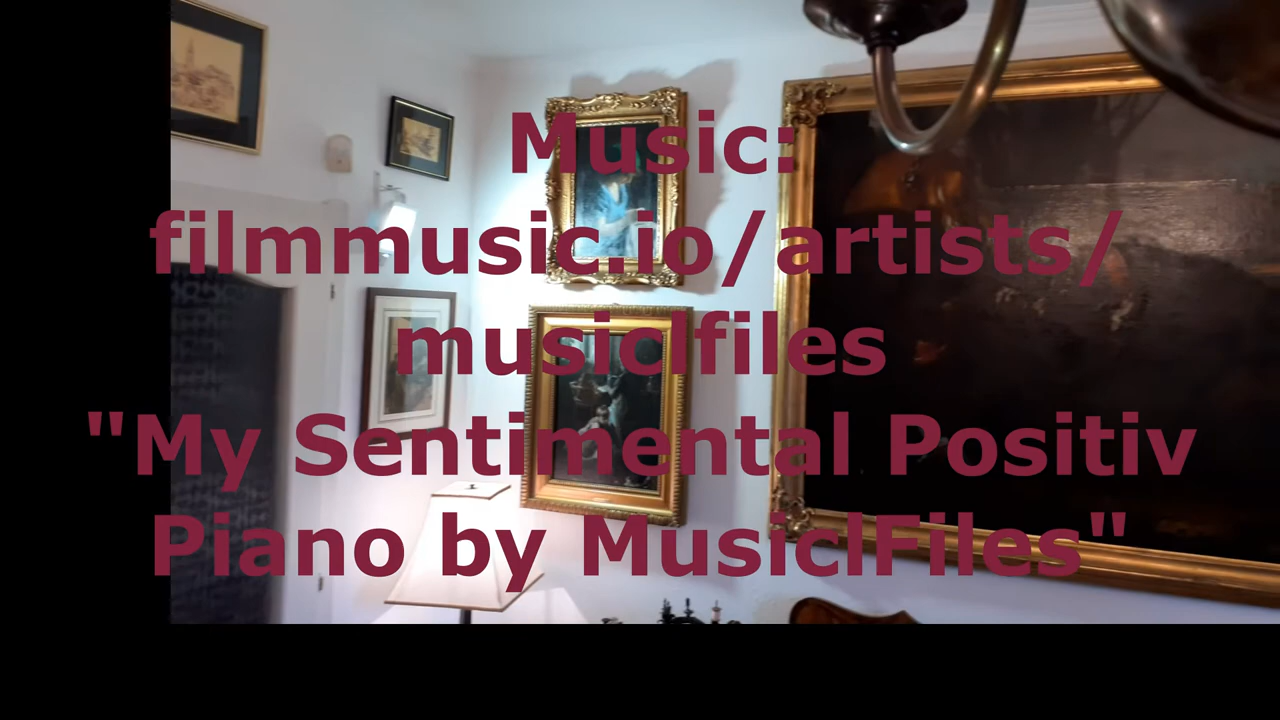 Music:
filmmusic.io/artists/
musiclfiles
"My Sentimental Positiv
Piano by MusiclFiles"